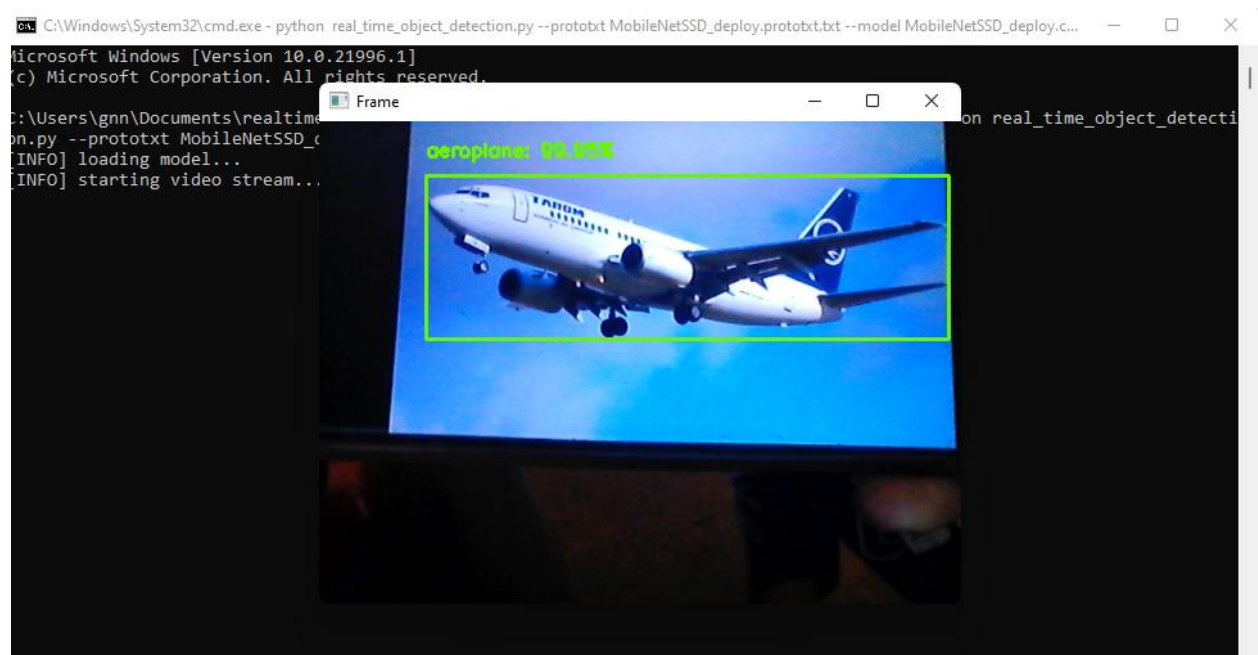 C:\Windows\System32\cmd.exe - python real_time_object_detection.py --prototxt MobileNetSSD_deploy.prototxt.txt --model MobileNetSSD_deploy.c...
Microsoft Windows [Version 10.0.21996.1]
(c) Microsoft Corporation. All rights reserved.
Frame
C:\Users\gnn\Documents\realtime
on real_time_object_detecti
on.py --prototxt MobileNetSSD_d
[INFO] loading model...
[INFO] starting video stream...
aeroplane: 99.95%
TAROM